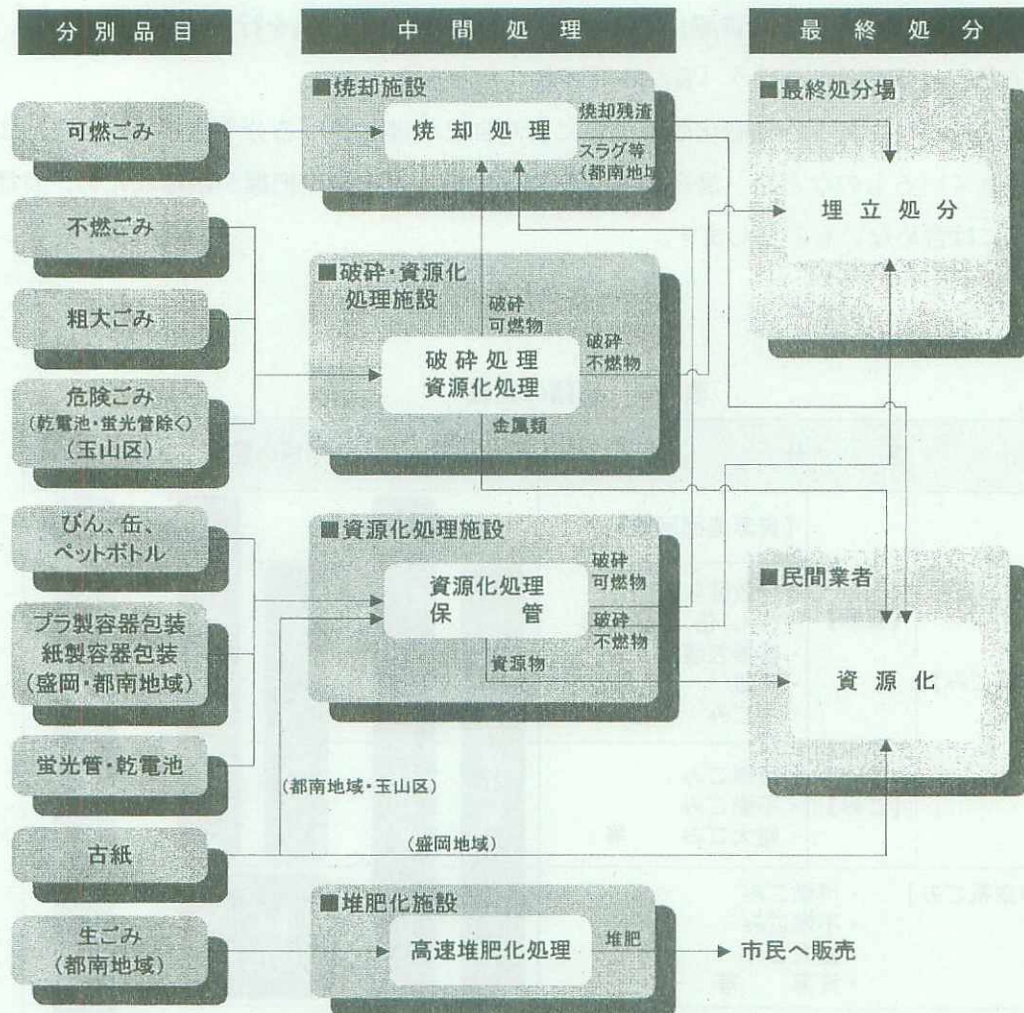 分別品目
中間処理
最終処分
可燃ごみ
不燃ごみ
粗大ごみ
危険ごみ
(乾電池・蛍光管除く)
(玉山区)
びん、缶、
ペットボトル
プラ製容器包装
紙製容器包装
(盛岡・都南地域)
蛍光管・乾電池
古紙
生ごみ
(都南地域)
■焼却施設
焼却処理
焼却残渣
スラグ等
(都南地域
■破砕・資源化
処理施設
破砕
可燃物
破砕処理
資源化処理
破砕
不燃物
金属類
■資源化処理施設
資源化処理
保管
破砕
可燃物
破砕
不燃物
資源物
(都南地域・玉山区)
(盛岡地域)
■堆肥化施設
高速堆肥化処理
堆肥
市民へ販売
■最終処分場
埋立処分
■民間業者
資源化